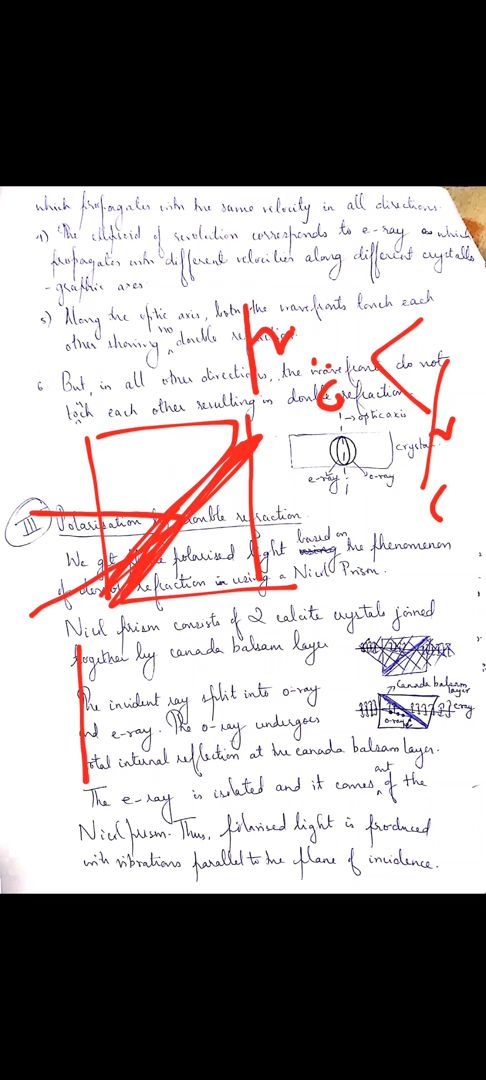 which propagates with the same velocity in all directions.
4) The ellipsoid of revolution corresponds to e-ray which
propagates with different velocities along different crystallo
-graphic axes.
5) Along the optic axis, both the wavefronts touch each
other showing no double refraction.
6 But, in all other directions, the wavefront do not
touch each other resulting in double refraction.
→optic axis
crystal
e-ray o-ray
III Polarisation double refraction.
We get polarised light based on the phenomenon
of double refraction in using a Nicol Prism.
Nicol prism consists of 2 calcite crystals joined
together by canada balsam layer
Canada balsam
layer
The incident ray split into o-ray
e-ray
and e-ray. The o-ray undergoes
o-ray
total internal reflection at the canada balsam layer.
The e-ray is isolated and it comes out of the
Nicol prism. Thus, polarised light is produced
with vibrations parallel to the plane of incidence.